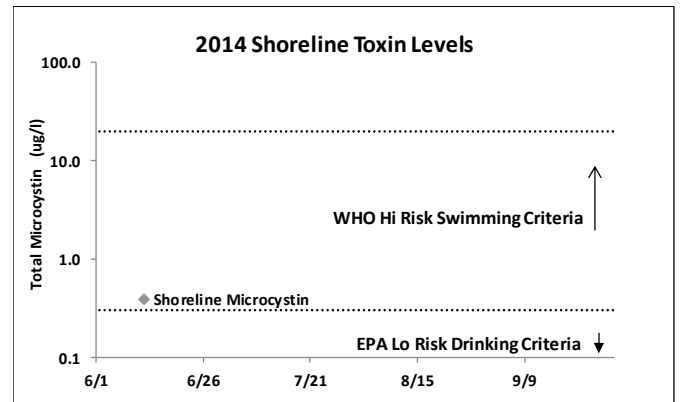 2014 Shoreline Toxin Levels
100.0
10.0
1.0
0.1
Total Microcystin (ug/l)
WHO Hi Risk Swimming Criteria
Shoreline Microcystin
EPA Lo Risk Drinking Criteria
6/1 6/26 7/21 8/15 9/9